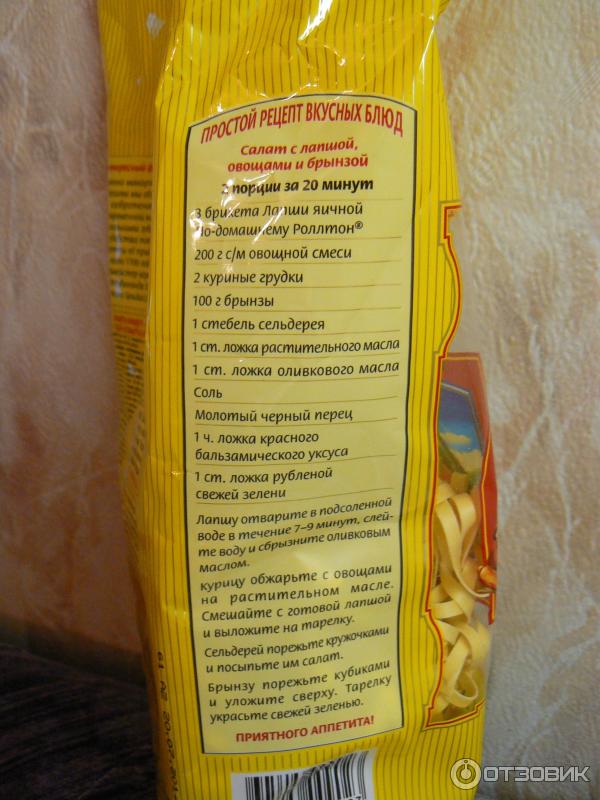 ПРОСТОЙ РЕЦЕПТ ВКУСНЫХ БЛЮД
Салат с лапшой,
овощами и брынзой
порции за 20 минут
3 брикета Лапши яичной
по-домашнему Роллтон®
200 г с/м овощной смеси
2 куриные грудки
100 г брынзы
1 стебель сельдерея
1 ст. ложка растительного масла
1 ст. ложка оливкового масла
Соль
Молотый черный перец
1 ч. ложка красного
бальзамического уксуса
1 ст. ложка рубленой
свежей зелени
Лапшу отварите в подсоленной
воде в течение 7–9 минут, слей-
те воду и сбрызните оливковым
маслом.
Курицу обжарьте с овощами
на растительном масле.
Смешайте с готовой лапшой
и выложите на тарелку.
Сельдерей порежьте кружочками
и посыпьте им салат.
Брынзу порежьте кубиками
и уложите сверху. Тарелку
украсьте свежей зеленью.
ПРИЯТНОГО АППЕТИТА!
ОТЗОВИК